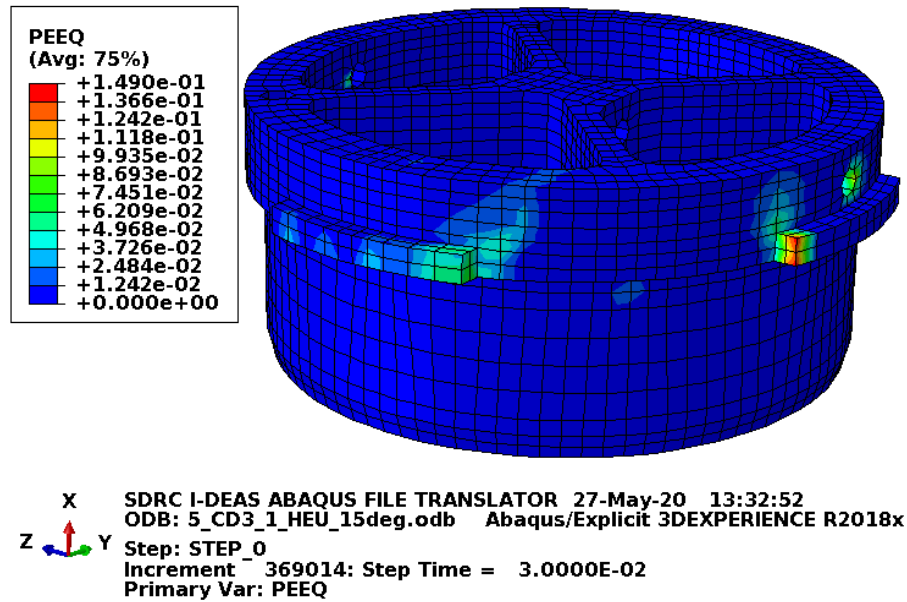 PEEQ
(Avg: 75%)
+1.490e-01
+1.366e-01
+1.242e-01
+1.118e-01
+9.935e-02
+8.693e-02
+7.451e-02
+6.209e-02
+4.968e-02
+3.726e-02
+2.484e-02
+1.242e-02
+0.000e+00
X
Z
Y
SDRC I-DEAS ABAQUS FILE TRANSLATOR 27-May-20 13:32:52
ODB: 5_CD3_1_HEU_15deg.odb Abaqus/Explicit 3DEXPERIENCE R2018x
Step: STEP_0
Increment 369014: Step Time = 3.0000E-02
Primary Var: PEEQ